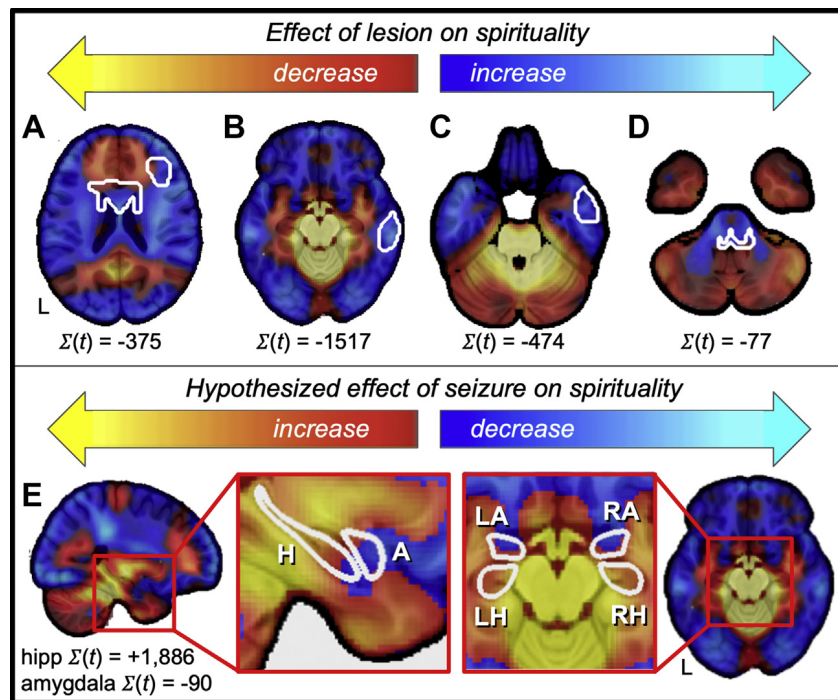 Effect of lesion on spirituality
decrease
increase
A
B
C
D
L
Σ(t) = -375
Σ(t) = -1517
Σ(t) = -474
Σ(t) = -77
Hypothesized effect of seizure on spirituality
increase
decrease
E
H
A
LA
RA
LH
RH
hipp Σ(t) = +1,886
amygdala Σ(t) = -90
L